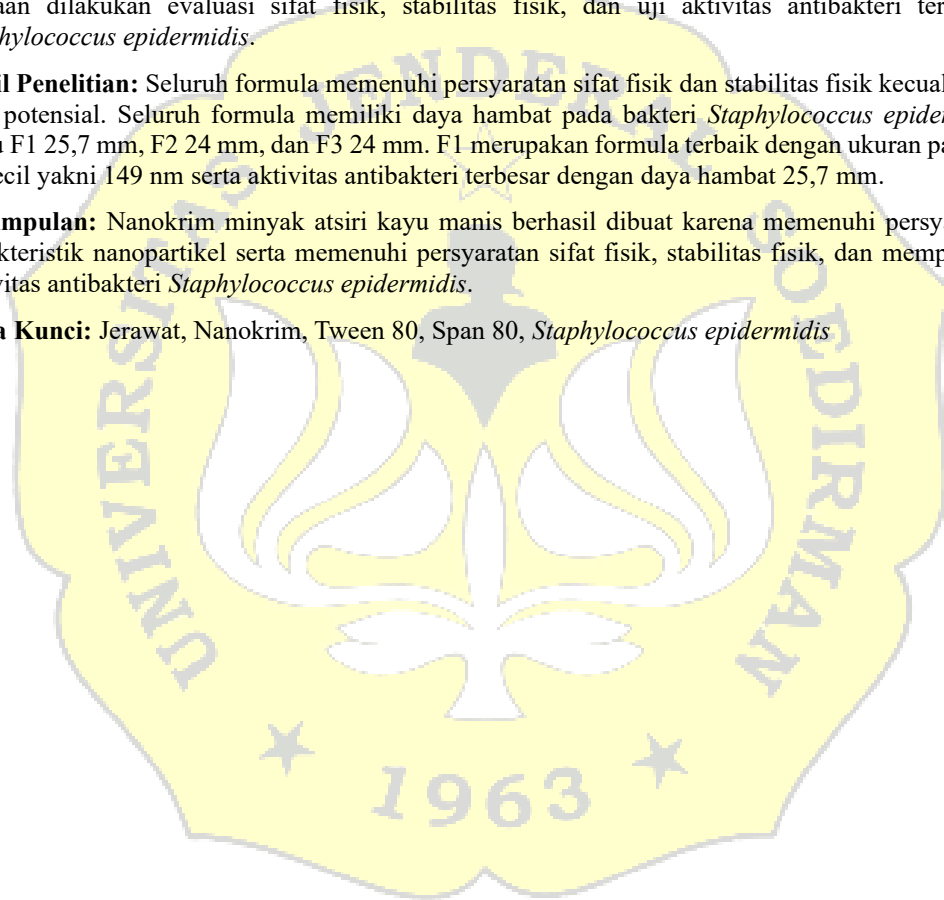 aan dilakukan evaluasi sifat fisik, stabilitas fisik, dan uji aktivitas antibakteri ter
hylococcus epidermidis.
il Penelitian: Seluruh formula memenuhi persyaratan sifat fisik dan stabilitas fisik kecual
potensial. Seluruh formula memiliki daya hambat pada bakteri Staphylococcus epider
F1 25,7 mm, F2 24 mm, dan F3 24 mm. F1 merupakan formula terbaik dengan ukuran pa
ecil yakni 149 nm serta aktivitas antibakteri terbesar dengan daya hambat 25,7 mm.
mpulan: Nanokrim minyak atsiri kayu manis berhasil dibuat karena memenuhi persya
kteristik nanopartikel serta memenuhi persyaratan sifat fisik, stabilitas fisik, dan memp
vitas antibakteri Staphylococcus epidermidis.
a Kunci: Jerawat, Nanokrim, Tween 80, Span 80, Staphylococcus epidermidis
UNIVERSITAS JENDERAL SOEDIRMAN
1963